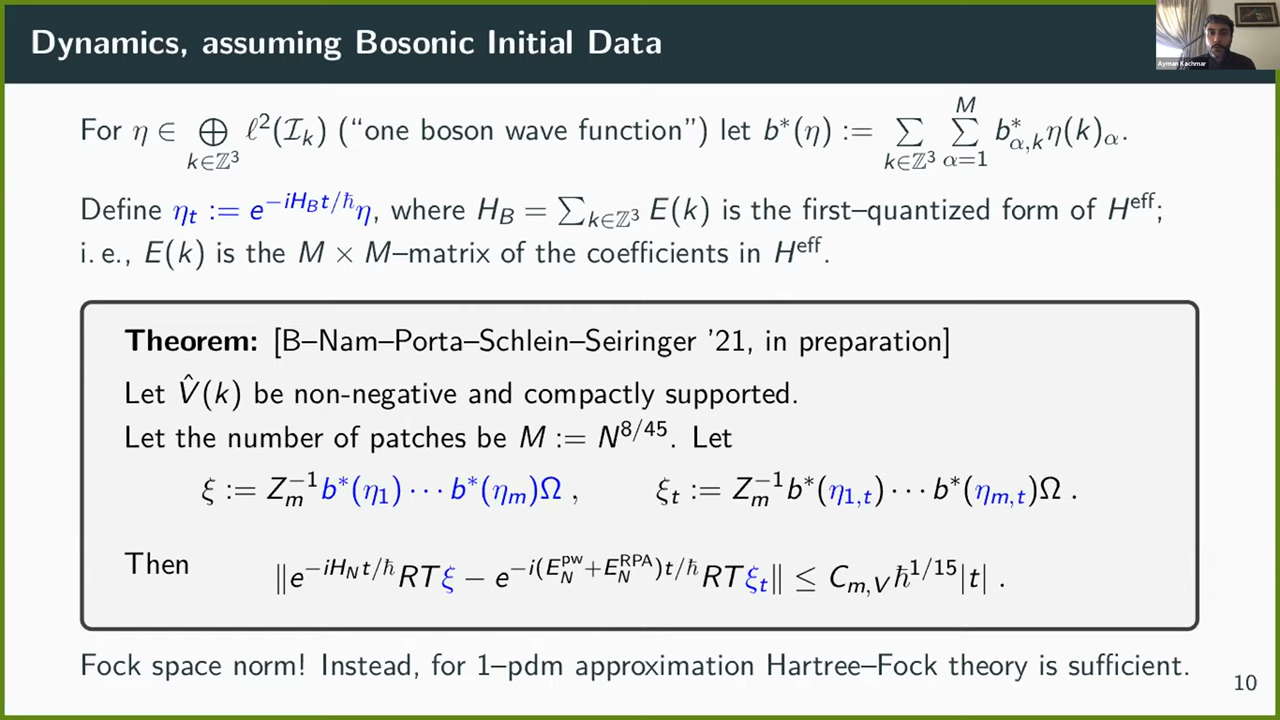 Dynamics, assuming Bosonic Initial Data
Ayman Kachmar
For η ∈ ⊕_{k∈ℤ³} ℓ²(ℐ_k) (“one boson wave function”) let b*(η) := ∑_{k∈ℤ³} ∑_{α=1}^{M} b*_{α,k} η(k)_α.
Define η_t := e^{−iH_B t/ℏ}η, where H_B = ∑_{k∈ℤ³} E(k) is the first–quantized form of H^{eff};
i. e., E(k) is the M × M–matrix of the coefficients in H^{eff}.
Theorem: [B–Nam–Porta–Schlein–Seiringer '21, in preparation]
Let V̂(k) be non-negative and compactly supported.
Let the number of patches be M := N^{8/45}. Let
ξ := Z_m^{−1} b*(η_1) ··· b*(η_m)Ω , ξ_t := Z_m^{−1} b*(η_{1,t}) ··· b*(η_{m,t})Ω .
Then ‖e^{−iH_N t/ℏ}RTξ − e^{−i(E_N^{pw}+E_N^{RPA})t/ℏ}RTξ_t‖ ≤ C_{m,V} ℏ^{1/15}|t| .
Fock space norm! Instead, for 1–pdm approximation Hartree–Fock theory is sufficient.
10